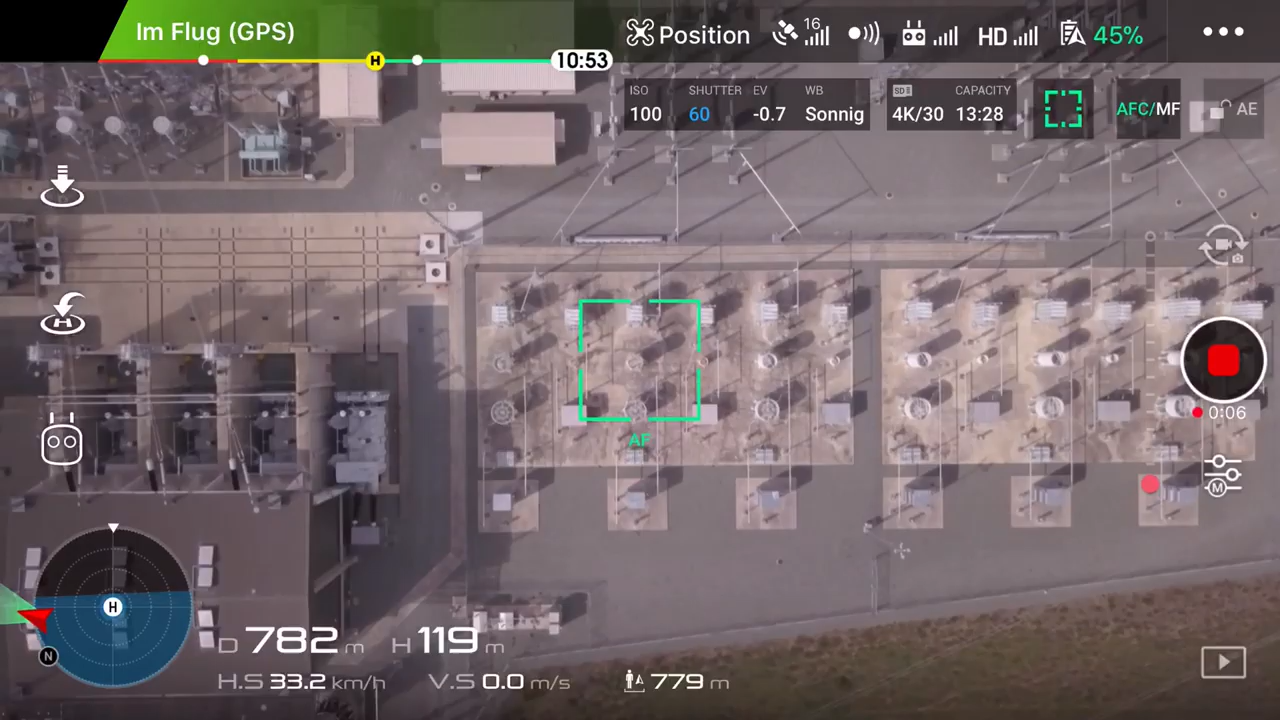 Im Flug (GPS)
10:53
H
Position
16
HD
45%
ISO
100
SHUTTER
60
EV
-0.7
WB
Sonnig
SD
4K/30
CAPACITY
13:28
AFC/MF
AE
H
AF
0:06
M
H
N
D 782 m
H 119 m
H.S 33.2 km/h
V.S 0.0 m/s
779 m